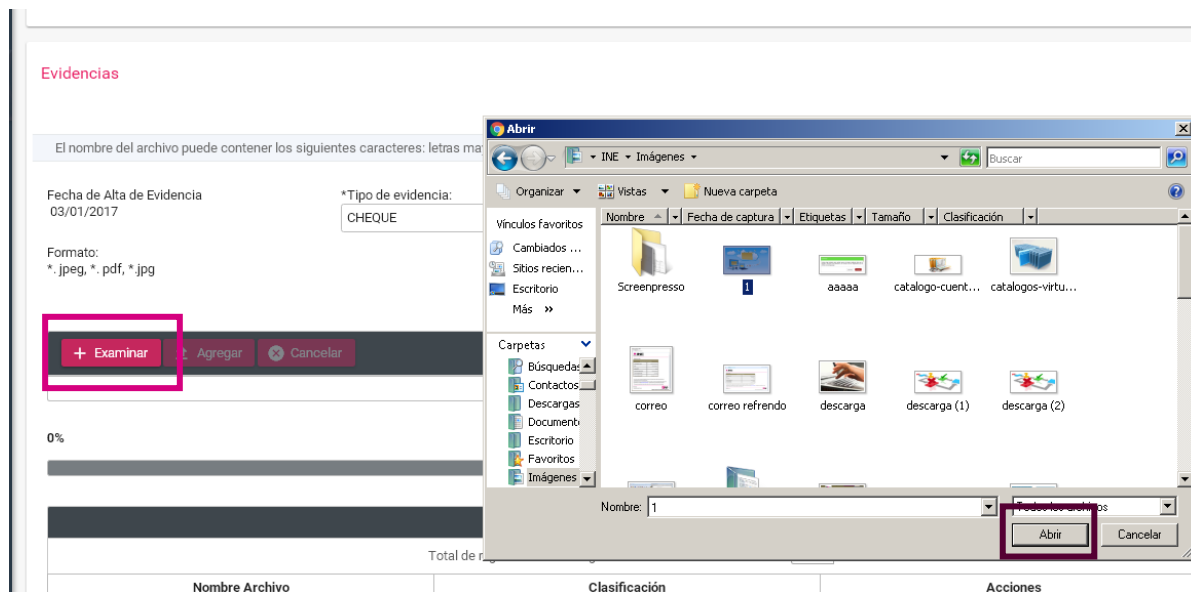 Evidencias
El nombre del archivo puede contener los siguientes caracteres: letras
Fecha de Alta de Evidencia
03/01/2017
*Tipo de evidencia:
CHEQUE
Formato:
*. jpeg, *. pdf, *.jpg
+ Examinar
Agregar
Cancelar
0%
Total de
Nombre Archivo
Clasificación
Acciones
Abrir
INE
Imágenes
Buscar
Organizar
Vistas
Nueva carpeta
Vínculos favoritos
Cambiados ...
Sitios recien...
Escritorio
Más »
Carpetas
Búsquedas
Contactos
Descargas
Escritorio
Favoritos
Imágenes
Nombre
Fecha de captura
Etiquetas
Tamaño
Clasificación
Screenpresso
1
aaaaa
catalogo-cuent...
catalogos-virtu...
correo
correo refrendo
descarga
descarga (1)
descarga (2)
Nombre: 1
Abrir
Cancelar